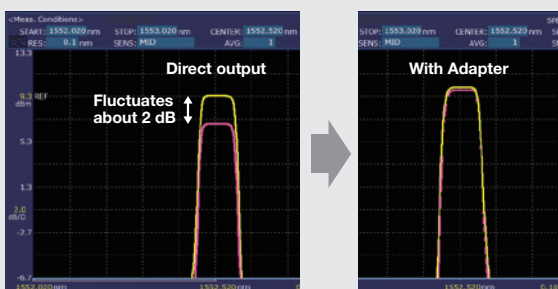 <Meas. Conditions>
START: 1552.020 nm STOP: 1553.020 nm CENTER: 1552.520 nm
RES: 0.1 nm SENS: MID AVG: 1
13.3
Direct output
9.3 REF
dBm
Fluctuates
about 2 dB
5.3
1.3
2.0
dB/D
-2.7
-6.7
1552.020nm 1552.520 nm
STOP: 1553.020 nm CENTER: 1552.520 nm
SENS: MID AVG: 1
With Adapter
1552.520nm